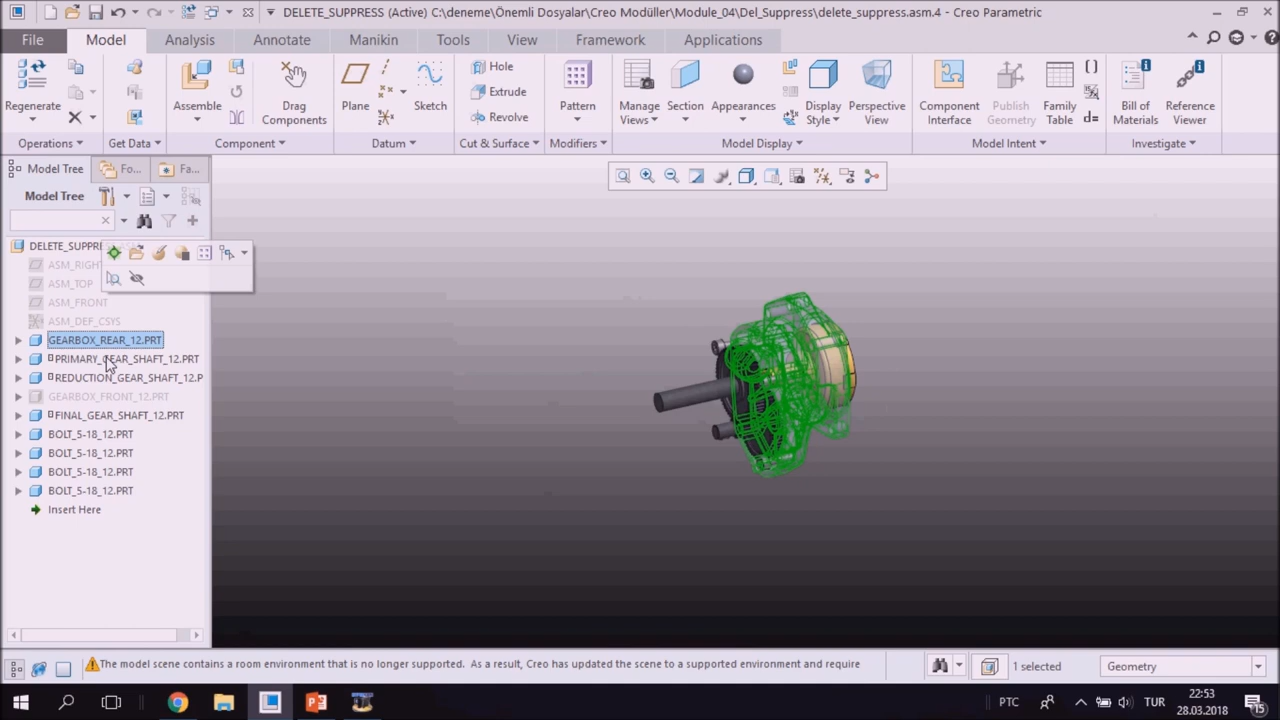 DELETE_SUPPRESS (Active) C:\deneme\Önemli Dosyalar\Creo Modüller\Module_04\Del_Suppress\delete_suppress.asm.4 - Creo Parametric
File Model Analysis Annotate Manikin Tools View Framework Applications
Regenerate
Assemble
Drag Components
Plane
Sketch
Hole
Extrude
Revolve
Pattern
Manage Views
Section
Appearances
Display Style
Perspective View
Component Interface
Publish Geometry
Family Table
d=
Bill of Materials
Reference Viewer
Operations Get Data Component Datum Cut & Surface Modifiers Model Display Model Intent Investigate
Model Tree Fo... Fa...
Model Tree
DELETE_SUPPRE
ASM_RIGH
ASM_TOP
ASM_FRONT
ASM_DEF_CSYS
GEARBOX_REAR_12.PRT
PRIMARY_GEAR_SHAFT_12.PRT
REDUCTION_GEAR_SHAFT_12.P
GEARBOX_FRONT_12.PRT
FINAL_GEAR_SHAFT_12.PRT
BOLT_5-18_12.PRT
BOLT_5-18_12.PRT
BOLT_5-18_12.PRT
BOLT_5-18_12.PRT
Insert Here
The model scene contains a room environment that is no longer supported. As a result, Creo has updated the scene to a supported environment and require
1 selected
Geometry
PTC
TUR
22:53
28.03.2018
15